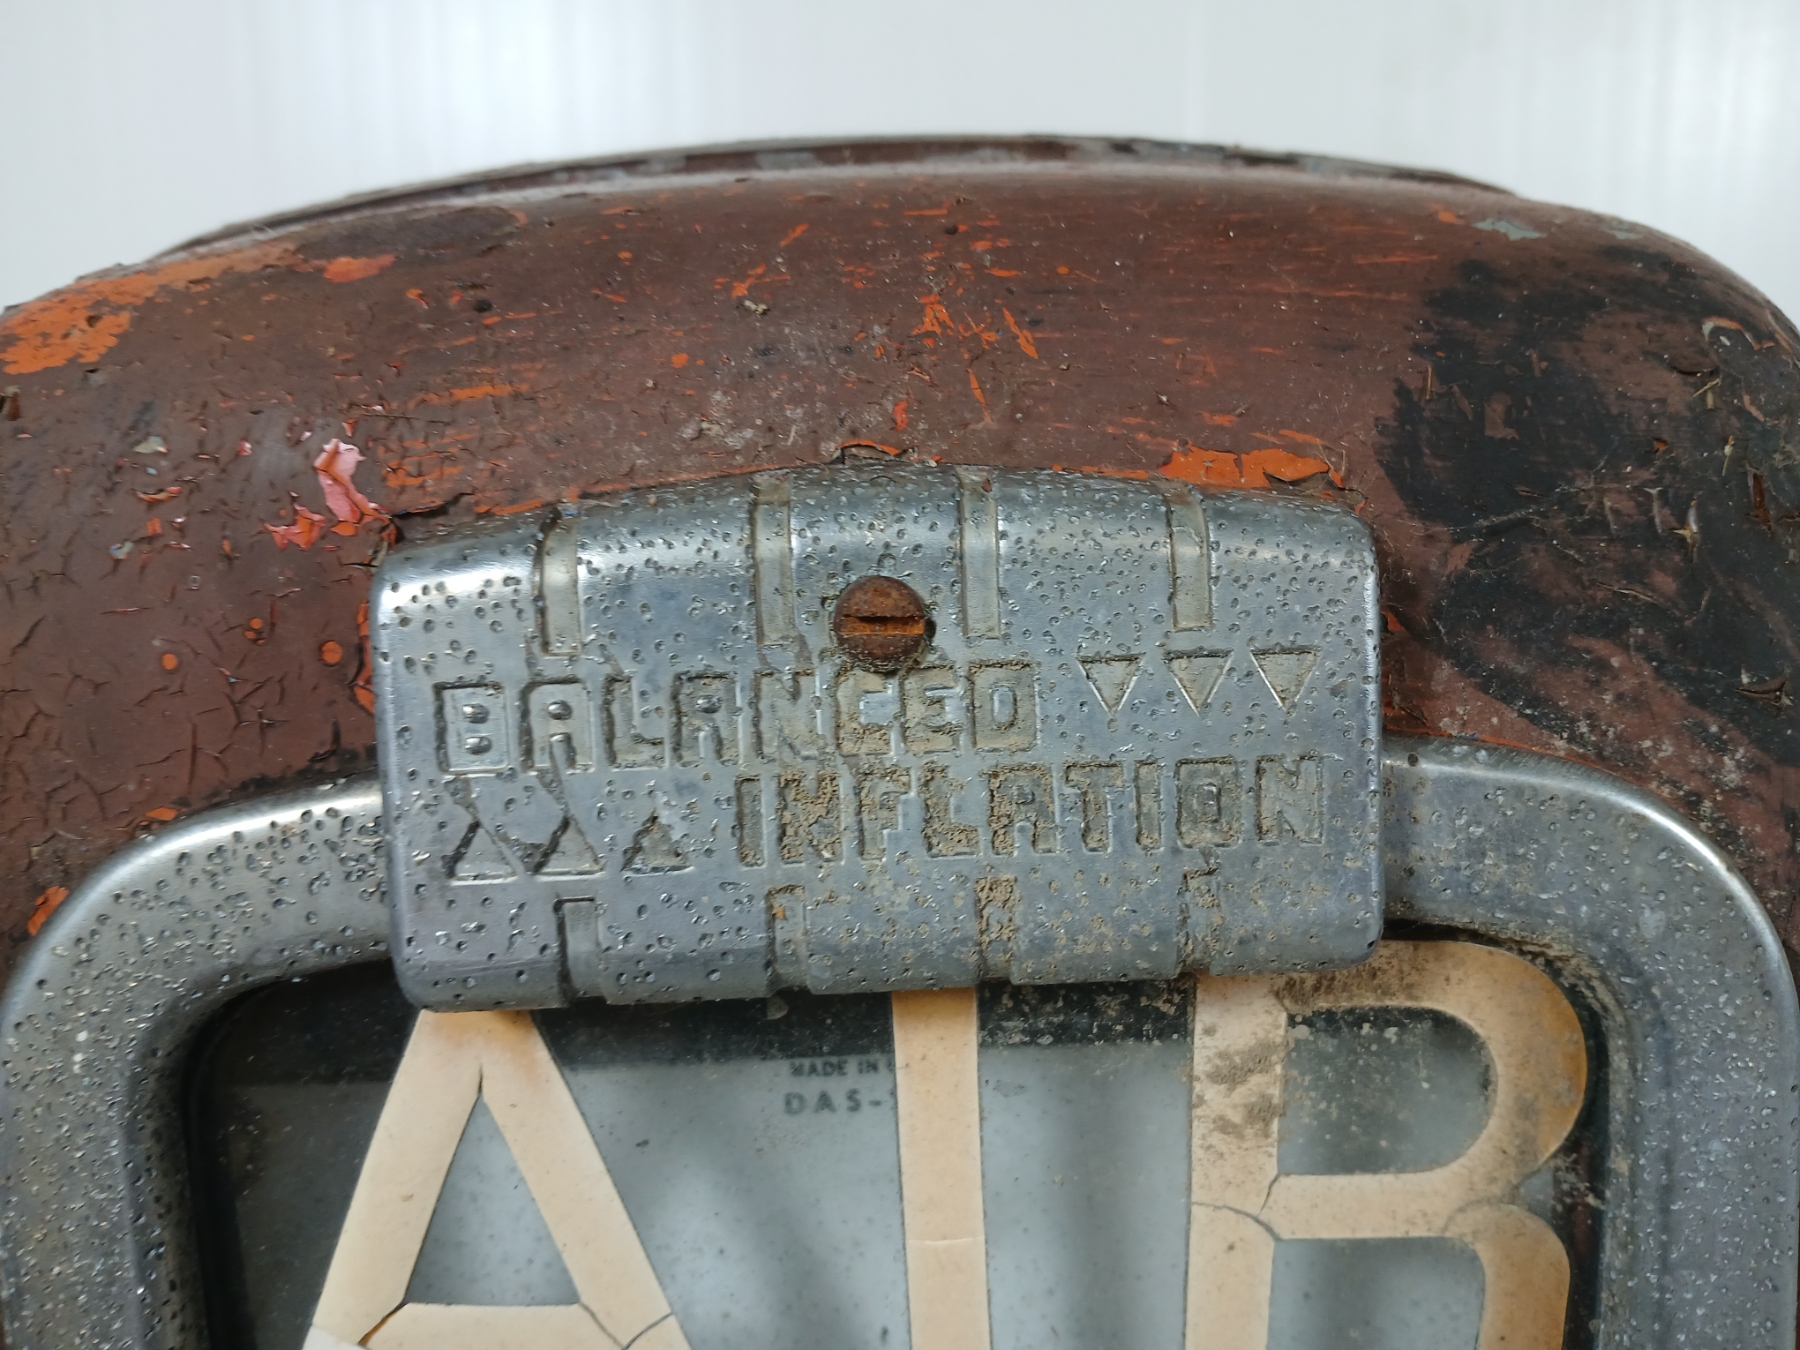 BALANCED
INFLATION
MADE IN
DAS-
AIR